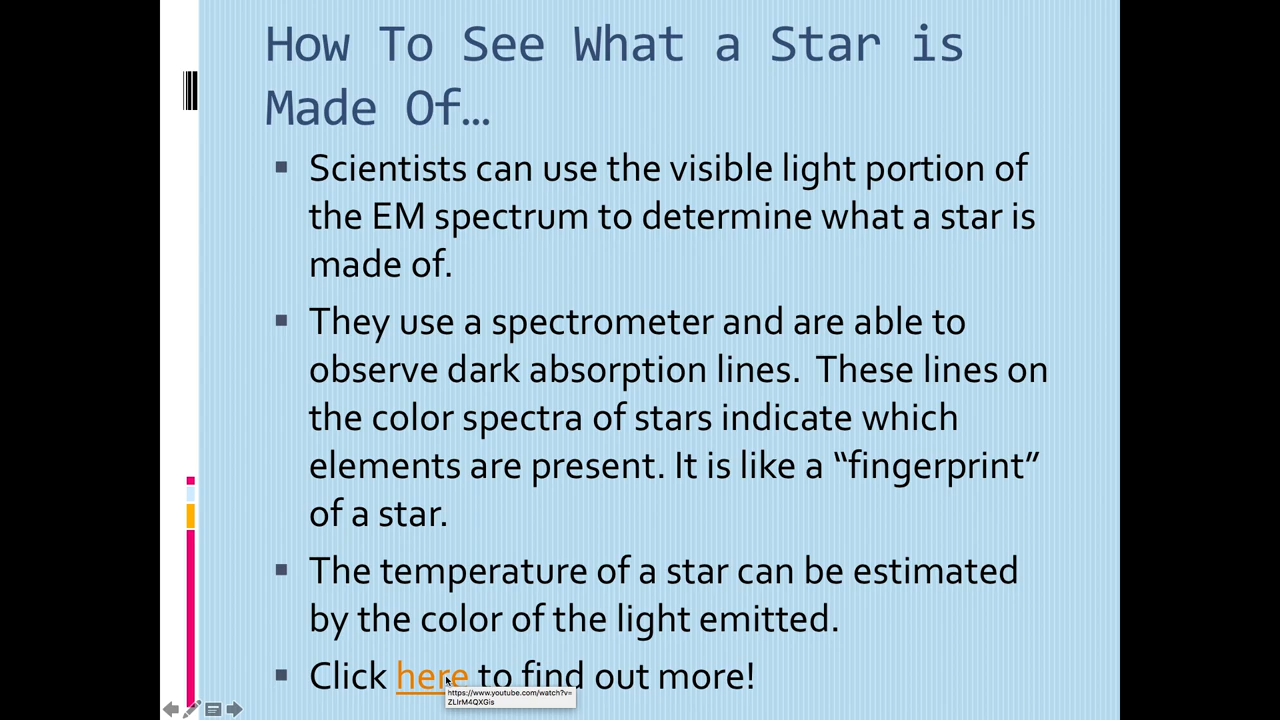 How To See What a Star is
Made Of…
▪ Scientists can use the visible light portion of
the EM spectrum to determine what a star is
made of.
▪ They use a spectrometer and are able to
observe dark absorption lines.  These lines on
the color spectra of stars indicate which
elements are present. It is like a “fingerprint”
of a star.
▪ The temperature of a star can be estimated
by the color of the light emitted.
▪ Click here to find out more!
https://www.youtube.com/watch?v=
ZLIrM4QXGis